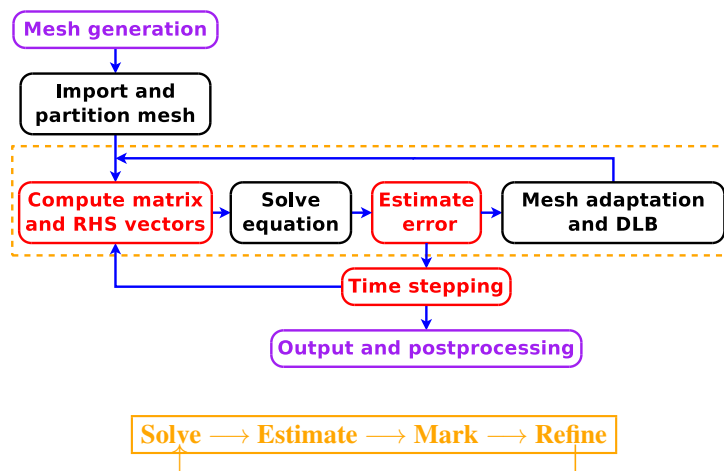 Mesh generation
Import and
partition mesh
Compute matrix
and RHS vectors
Solve
equation
Estimate
error
Mesh adaptation
and DLB
Time stepping
Output and postprocessing
Solve → Estimate → Mark → Refine